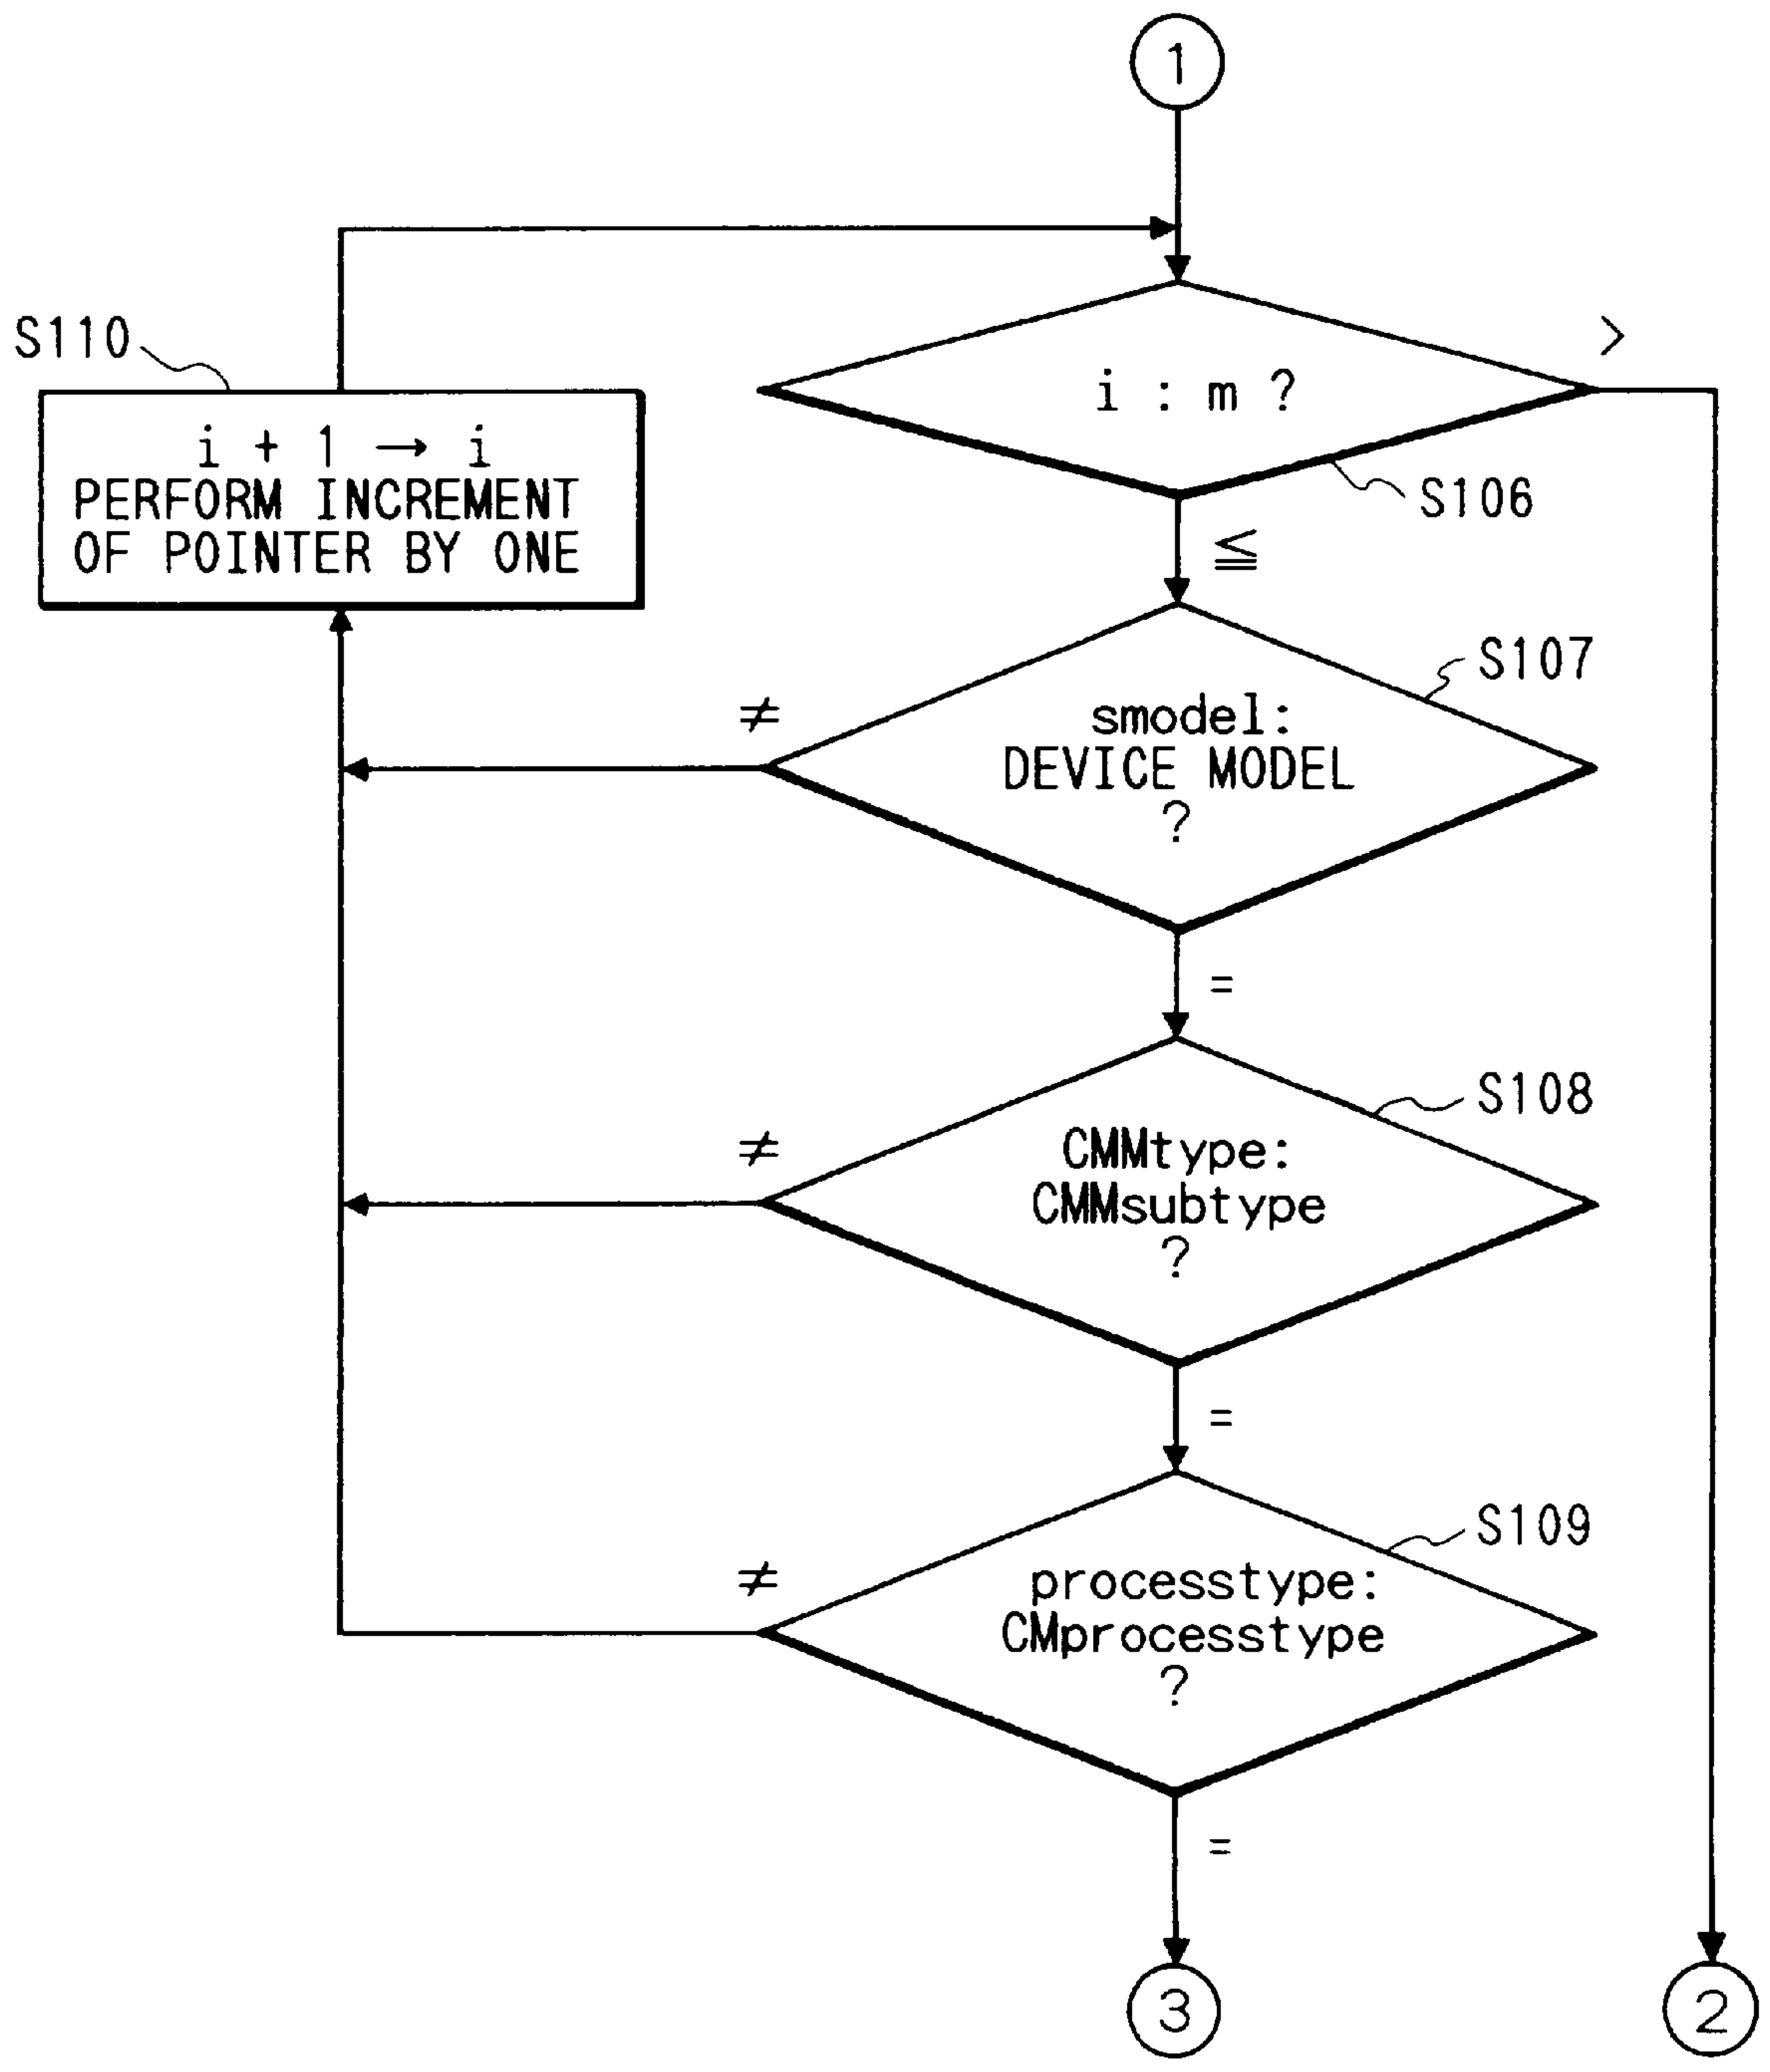 1
>
S110
i : m ?
i + 1 → i
PERFORM INCREMENT
OF POINTER BY ONE
S106
≦
S107
≠
smodel:
DEVICE MODEL
?
=
S108
≠
CMMtype:
CMMsubtype
?
=
S109
≠
processtype:
CMprocesstype
?
=
3
2